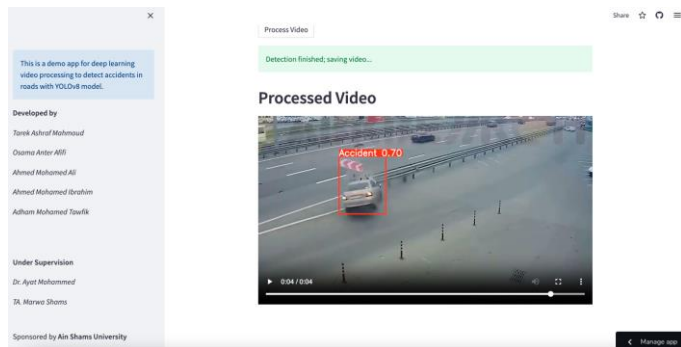 This is a demo app for deep learning
video processing to detect accidents in
roads with YOLOv8 model.
Developed by
Tarek Ashraf Mahmoud
Osama Anter Afifi
Ahmed Mohamed Ali
Ahmed Mohamed Ibrahim
Adham Mohamed Tawfik
Under Supervision
Dr. Ayat Mohammed
TA. Marwa Shams
Sponsored by Ain Shams University
Share
Process Video
Detection finished; saving video...
Processed Video
Accident 0.70
0:04 / 0:04
Manage app